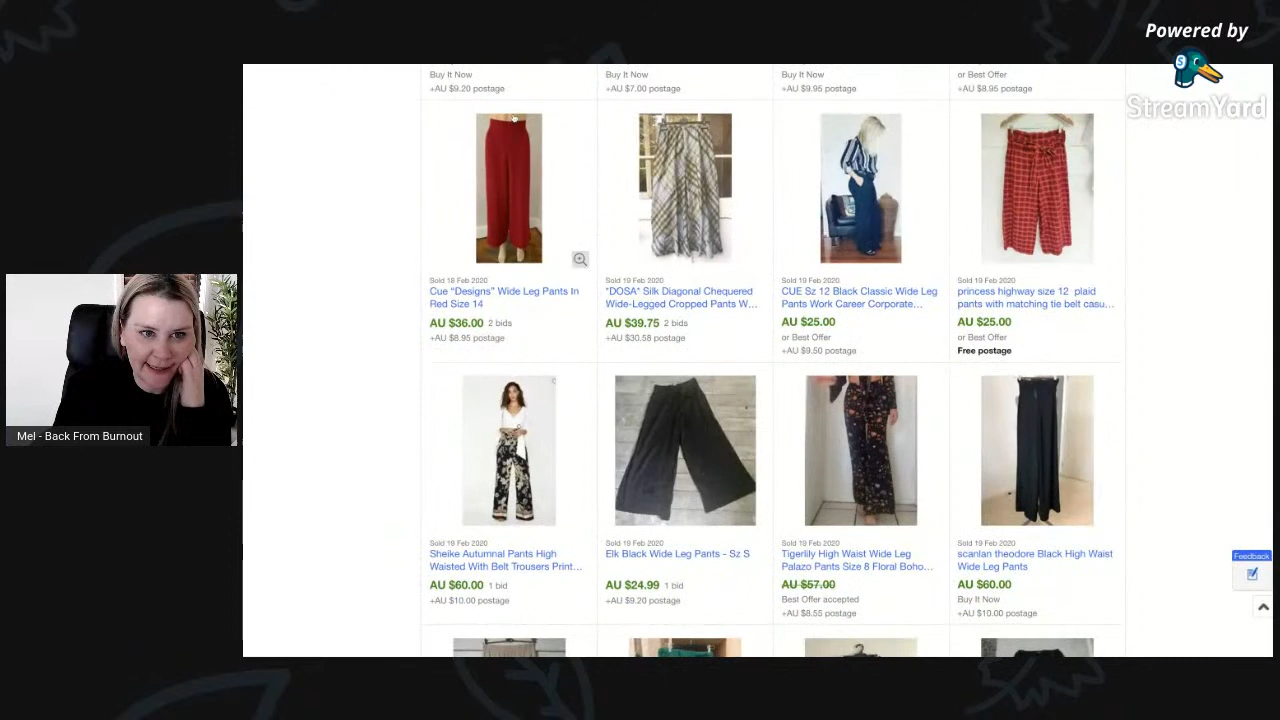 Powered by
StreamYard
Buy It Now
+AU $9.20 postage
Buy It Now
+AU $7.00 postage
Buy It Now
+AU $9.95 postage
or Best Offer
+AU $8.95 postage
Sold 18 Feb 2020
Cue "Designs" Wide Leg Pants In
Red Size 14
AU $36.00 2 bids
+AU $8.95 postage
Sold 19 Feb 2020
*DOSA* Silk Diagonal Chequered
Wide-Legged Cropped Pants W...
AU $39.75 2 bids
+AU $30.58 postage
Sold 19 Feb 2020
CUE Sz 12 Black Classic Wide Leg
Pants Work Career Corporate...
AU $25.00
or Best Offer
+AU $9.50 postage
Sold 19 Feb 2020
princess highway size 12 plaid
pants with matching tie belt casu...
AU $25.00
or Best Offer
Free postage
Sold 19 Feb 2020
Sheike Autumnal Pants High
Waisted With Belt Trousers Print...
AU $60.00 1 bid
+AU $10.00 postage
Sold 19 Feb 2020
Elk Black Wide Leg Pants - Sz S
AU $24.99 1 bid
+AU $9.20 postage
Sold 19 Feb 2020
Tigerlily High Waist Wide Leg
Palazo Pants Size 8 Floral Boho...
AU $57.00
Best Offer accepted
+AU $8.55 postage
Sold 19 Feb 2020
scanlan theodore Black High Waist
Wide Leg Pants
AU $60.00
Buy It Now
+AU $10.00 postage
Feedback
Mel - Back From Burnout